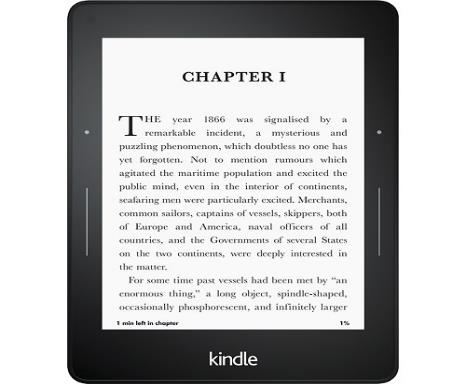 CHAPTER I
THE year 1866 was signalised by a
remarkable incident, a mysterious and
puzzling phenomenon, which doubtless no one has
yet forgotten. Not to mention rumours which
agitated the maritime population and excited the
public mind, even in the interior of continents,
seafaring men were particularly excited. Merchants,
common sailors, captains of vessels, skippers, both
of Europe and America, naval officers of all
countries, and the Governments of several States
on the two continents, were deeply interested in
the matter.
For some time past vessels had been met by “an
enormous thing,” a long object, spindle-shaped,
occasionally phosphorescent, and infinitely larger
1 min left in chapter 1%
kindle